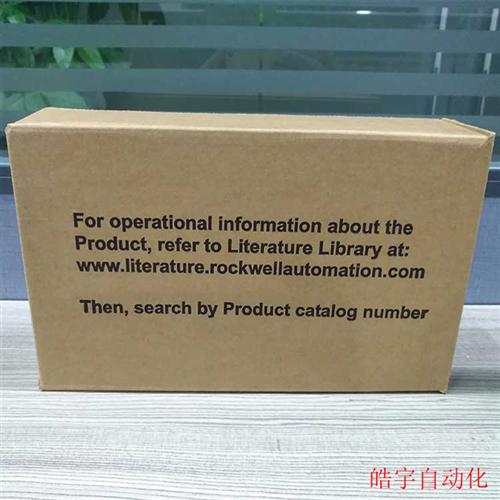 For operational information about the
Product, refer to Literature Library at:
www.literature.rockwellautomation.com
Then, search by Product catalog number
皓宇自动化